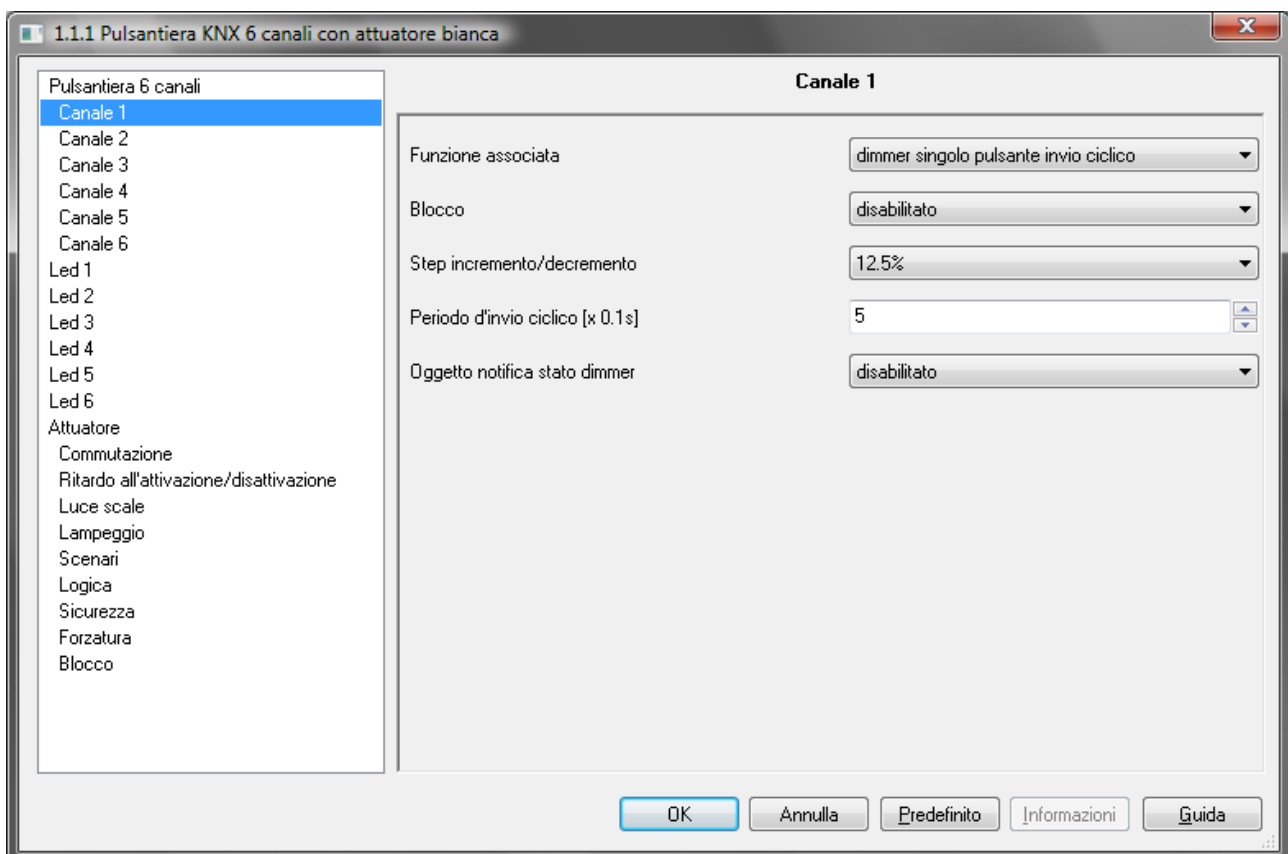 1.1.1 Pulsantiera KNX 6 canali con attuatore bianca
Pulsantiera 6 canali
Canale 1
Canale 2
Canale 3
Canale 4
Canale 5
Canale 6
Led 1
Led 2
Led 3
Led 4
Led 5
Led 6
Attuatore
Commutazione
Ritardo all'attivazione/disattivazione
Luce scale
Lampeggio
Scenari
Logica
Sicurezza
Forzatura
Blocco
Canale 1
Funzione associata dimmer singolo pulsante invio ciclico
Blocco disabilitato
Step incremento/decremento 12.5%
Periodo d'invio ciclico [x 0.1s] 5
Oggetto notifica stato dimmer disabilitato
OK Annulla Predefinito Informazioni Guida